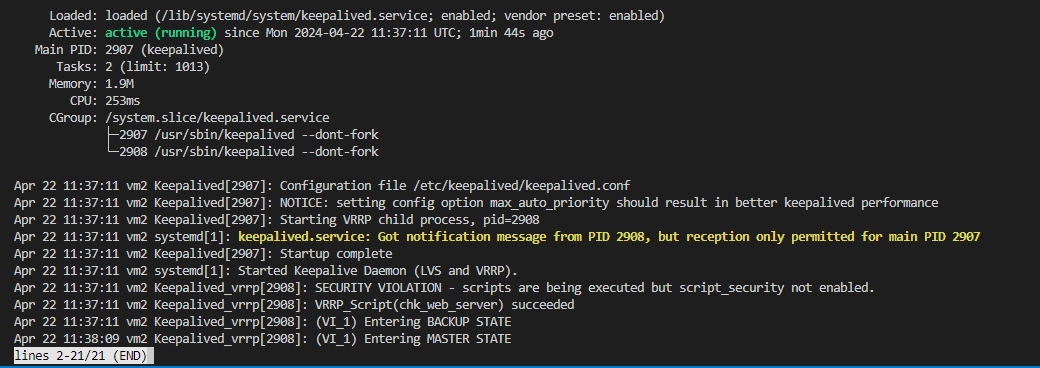 Loaded: loaded (/lib/systemd/system/keepalived.service; enabled; vendor preset: enabled)
Active: active (running) since Mon 2024-04-22 11:37:11 UTC; 1min 44s ago
Main PID: 2907 (keepalived)
Tasks: 2 (limit: 1013)
Memory: 1.9M
CPU: 253ms
CGroup: /system.slice/keepalived.service
├─2907 /usr/sbin/keepalived --dont-fork
└─2908 /usr/sbin/keepalived --dont-fork

Apr 22 11:37:11 vm2 Keepalived[2907]: Configuration file /etc/keepalived/keepalived.conf
Apr 22 11:37:11 vm2 Keepalived[2907]: NOTICE: setting config option max_auto_priority should result in better keepalived performance
Apr 22 11:37:11 vm2 Keepalived[2907]: Starting VRRP child process, pid=2908
Apr 22 11:37:11 vm2 systemd[1]: keepalived.service: Got notification message from PID 2908, but reception only permitted for main PID 2907
Apr 22 11:37:11 vm2 Keepalived[2907]: Startup complete
Apr 22 11:37:11 vm2 systemd[1]: Started Keepalive Daemon (LVS and VRRP).
Apr 22 11:37:11 vm2 Keepalived_vrrp[2908]: SECURITY VIOLATION - scripts are being executed but script_security not enabled.
Apr 22 11:37:11 vm2 Keepalived_vrrp[2908]: VRRP_Script(chk_web_server) succeeded
Apr 22 11:37:11 vm2 Keepalived_vrrp[2908]: (VI_1) Entering BACKUP STATE
Apr 22 11:38:09 vm2 Keepalived_vrrp[2908]: (VI_1) Entering MASTER STATE
lines 2-21/21 (END)